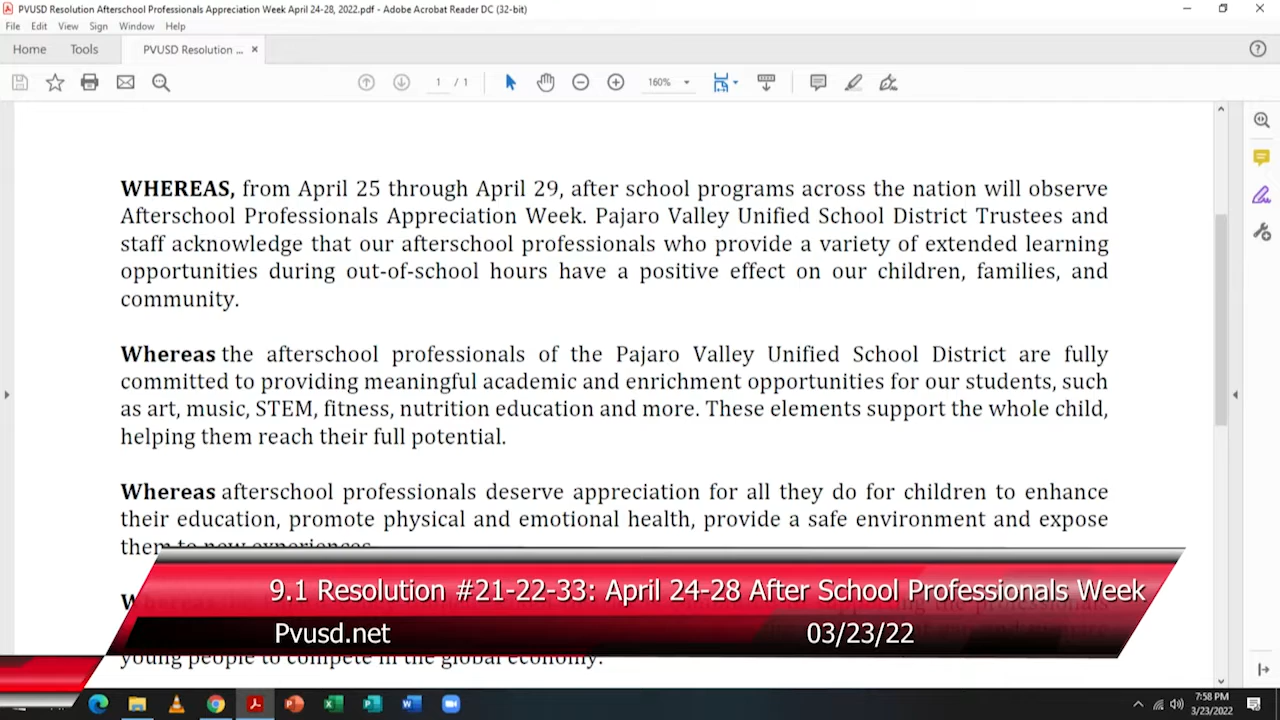 PVUSD Resolution Afterschool Professionals Appreciation Week April 24-28, 2022.pdf - Adobe Acrobat Reader DC (32-bit)
File Edit View Sign Window Help
Home Tools PVUSD Resolution ... ×
1 / 1 160%
WHEREAS, from April 25 through April 29, after school programs across the nation will observe
Afterschool Professionals Appreciation Week. Pajaro Valley Unified School District Trustees and
staff acknowledge that our afterschool professionals who provide a variety of extended learning
opportunities during out-of-school hours have a positive effect on our children, families, and
community.
Whereas the afterschool professionals of the Pajaro Valley Unified School District are fully
committed to providing meaningful academic and enrichment opportunities for our students, such
as art, music, STEM, fitness, nutrition education and more. These elements support the whole child,
helping them reach their full potential.
Whereas afterschool professionals deserve appreciation for all they do for children to enhance
their education, promote physical and emotional health, provide a safe environment and expose
them to new experiences.
9.1 Resolution #21-22-33: April 24-28 After School Professionals Week
Pvusd.net 03/23/22
young people to compete in the global economy.
7:58 PM
3/23/2022